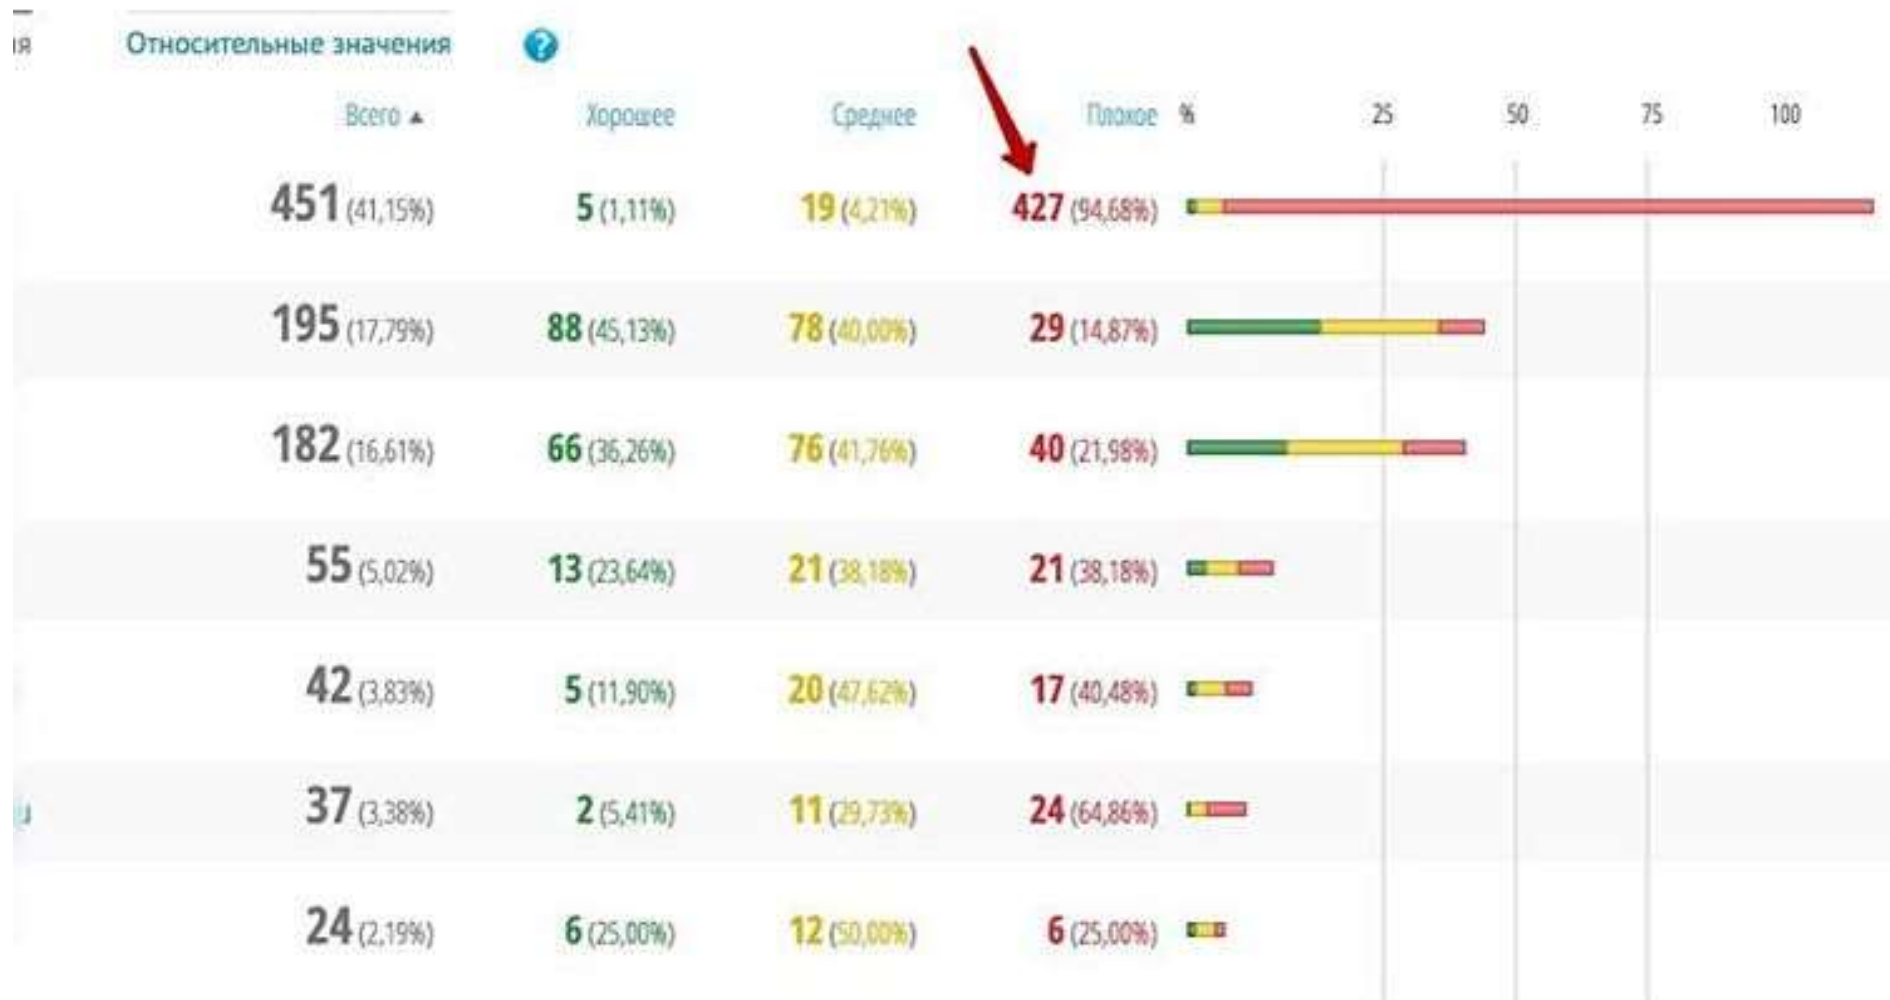 Относительные значения ?
Всего ▲ Хорошее Среднее Плохое % 25 50 75 100
451 (41,15%) 5 (1,11%) 19 (4,21%) 427 (94,68%)
195 (17,79%) 88 (45,13%) 78 (40,00%) 29 (14,87%)
182 (16,61%) 66 (36,26%) 76 (41,76%) 40 (21,98%)
55 (5,02%) 13 (23,64%) 21 (38,18%) 21 (38,18%)
42 (3,83%) 5 (11,90%) 20 (47,62%) 17 (40,48%)
37 (3,38%) 2 (5,41%) 11 (29,73%) 24 (64,86%)
24 (2,19%) 6 (25,00%) 12 (50,00%) 6 (25,00%)